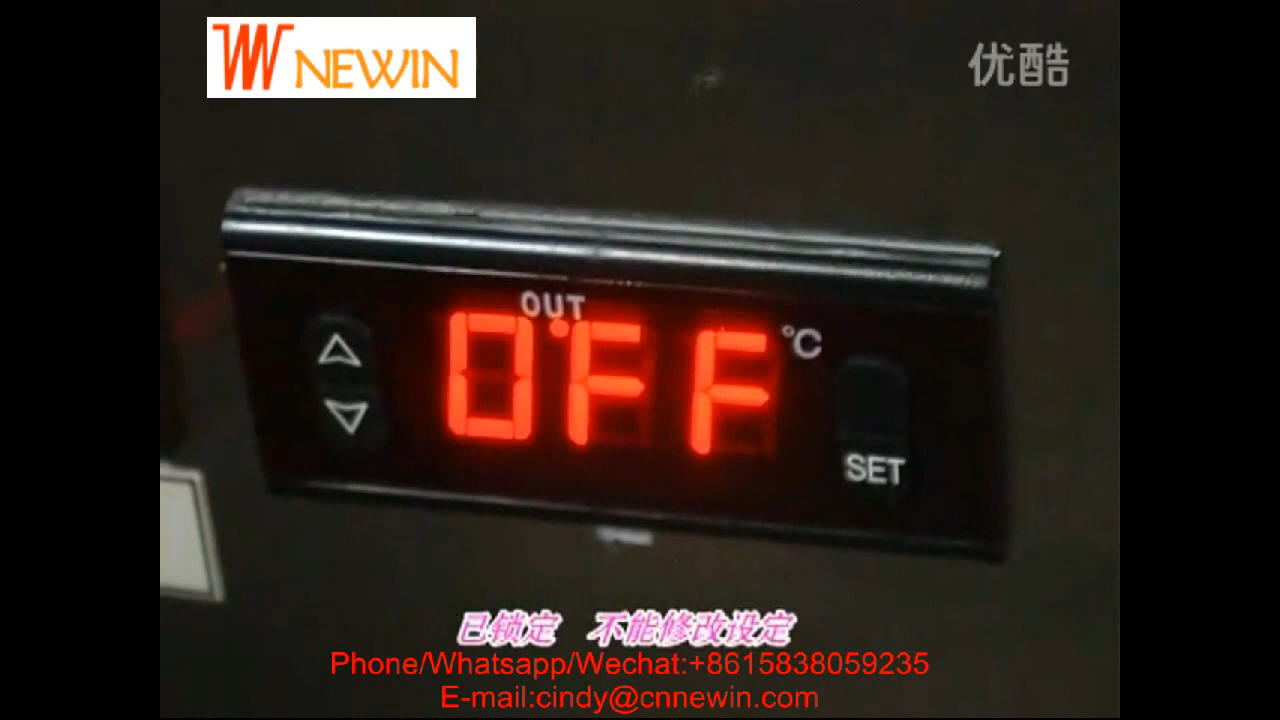 NEWIN
优酷
OUT
OFF
°C
SET
已锁定 不能修改设定
Phone/Whatsapp/Wechat:+8615838059235
E-mail:cindy@cnnewin.com